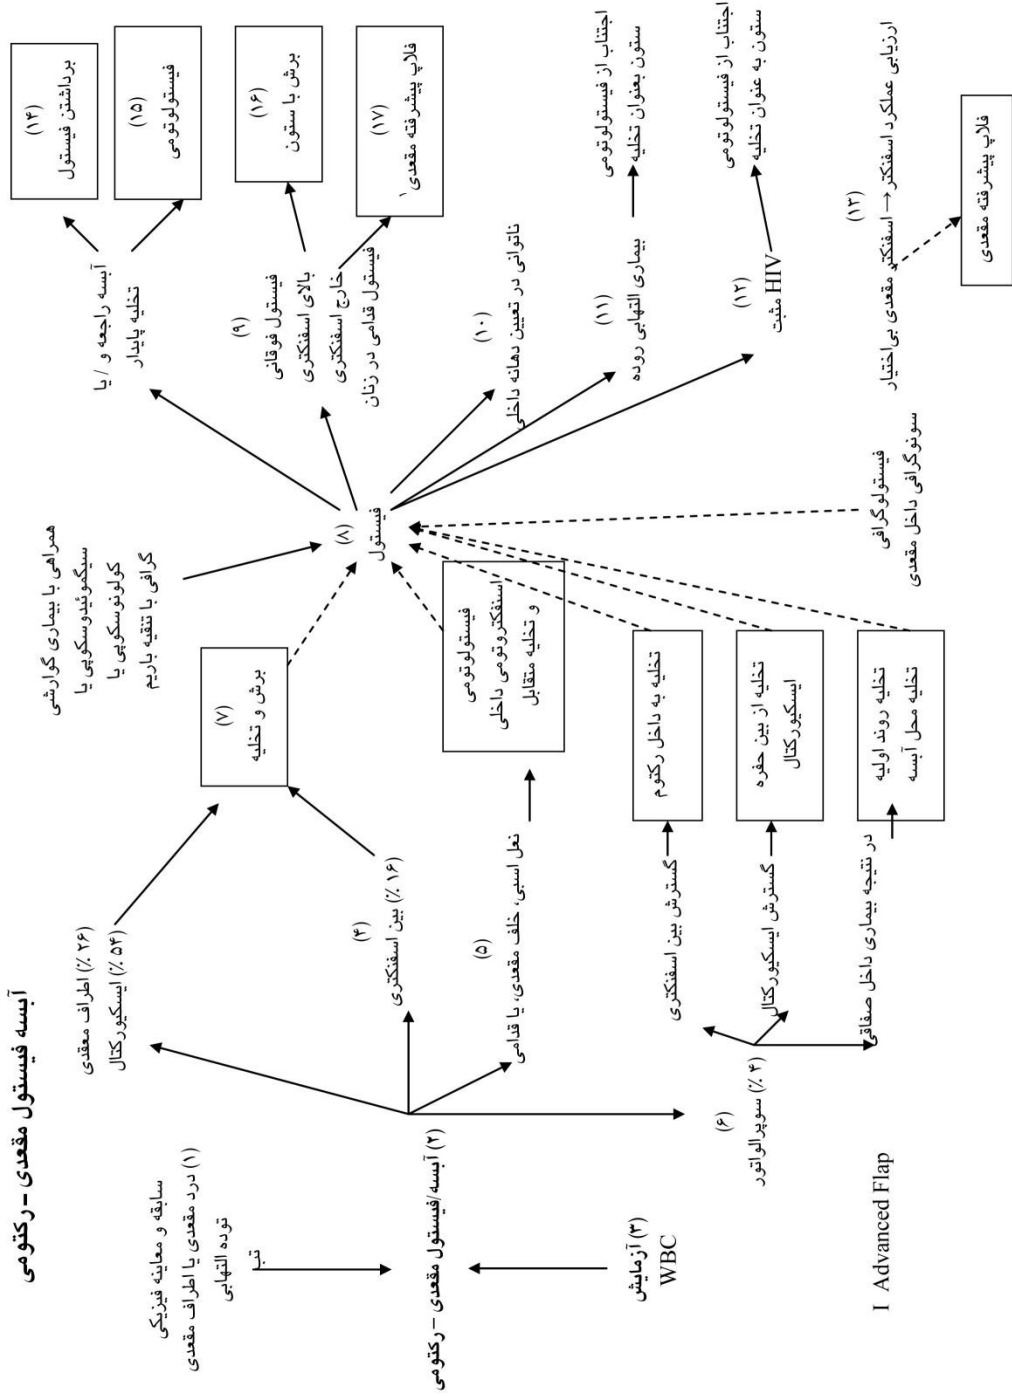 آبسه فیستول مقعدی – رکتومی
سابقه و معاینه فیزیکی
(۱) درد مقعدی یا اطراف مقعدی
توده التهابی
تب
(۲) آبسه/فیستول مقعدی – رکتومی
(۳) آزمایش
WBC
(۲۶ ٪) اطراف معقدی
(۵۴ ٪) ایسکیورکتال
(۴)
(۱۶ ٪) بین اسفنکتری
(۵)
نعل اسبی، خلف مقعدی، یا قدامی
(۶)
(۴ ٪) سوپرالواتور
گسترش بین اسفنکتری
گسترش ایسکیورکتال
در نتیجه بیماری داخل صفاقی
(۷)
برش و تخلیه
فیستولوتومی
اسنفکتروتومی داخلی
و تخلیه متقابل
تخلیه به داخل رکتوم
تخلیه از بین حفره
ایسکیورکتال
تخلیه روند اولیه
تخلیه محل آبسه
همراهی با بیماری گوارشی
سیگموئیدوسکوپی یا
کولونوسکوپی یا
گرافی با تنقیه باریم
(۸)
فیستول
فیستولوگرافی
سونوگرافی داخل مقعدی
آبسه راجعه و /یا
تخلیه پایدار
(۹)
فیستول فوقانی
بالای اسفنکتری
خارج اسفنکتری
فیستول قدامی در زنان
(۱۰)
ناتوانی در تعیین دهانه داخلی
(۱۱)
بیماری التهابی روده
(۱۲)
HIV
مثبت
(۱۳)
ارزیابی عملکرد اسفنکتر → اسفنکتر مقعدی بی‌اختیار
(۱۴)
برداشتن فیستول
(۱۵)
فیستولوتومی
(۱۶)
برش با ستون
(۱۷)
فلاپ پیشرفته مقعدی ۱
اجتناب از فیستولوتومی
ستون بعنوان تخلیه
اجتناب از فیستولوتومی
ستون به عنوان تخلیه
فلاپ پیشرفته مقعدی
I Advanced Flap